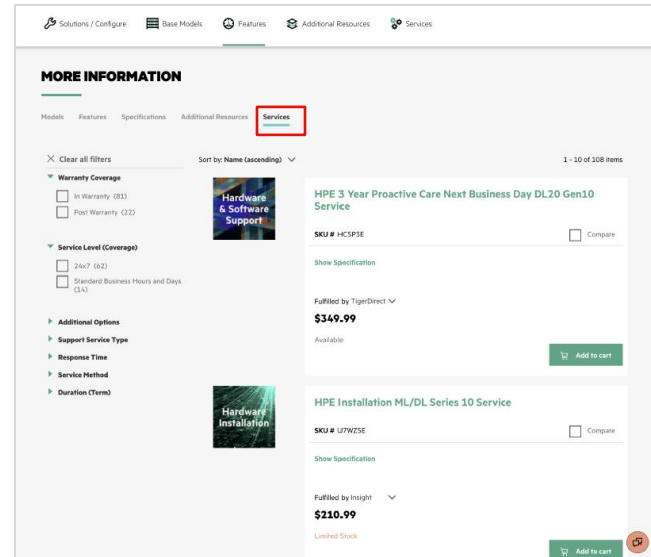 Solutions / Configure Base Models Features Additional Resources Services
MORE INFORMATION
Models Features Specifications Additional Resources Services
Clear all filters
Sort by: Name (ascending)
1 - 10 of 108 items
Warranty Coverage
In Warranty (81)
Post Warranty (22)
Service Level (Coverage)
24x7 (62)
Standard Business Hours and Days
(14)
Additional Options
Support Service Type
Response Time
Service Method
Duration (Term)
Hardware
& Software
Support
HPE 3 Year Proactive Care Next Business Day DL20 Gen10
Service
SKU # HC5P3E
Compare
Show Specification
Fulfilled by TigerDirect
$349.99
Available
Add to cart
Hardware
Installation
HPE Installation ML/DL Series 10 Service
SKU # U7WZ5E
Compare
Show Specification
Fulfilled by Insight
$210.99
Limited Stock
Add to cart